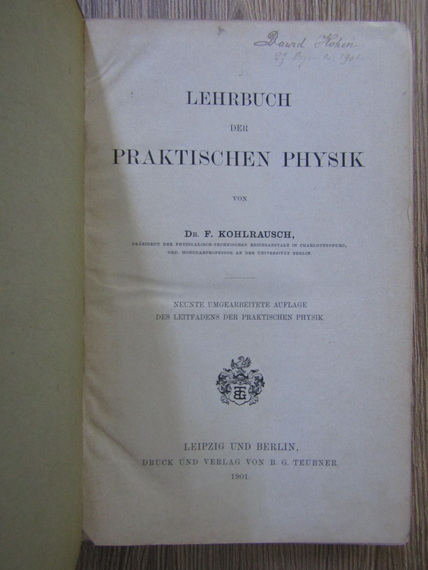 David
LEHRBUCH
DER
PRAKTISCHEN PHYSIK
VON
DR. F. KOHLRAUSCH,
PRÄSIDENT DER PHYSIKALISCH-TECHNISCHEN REICHSANSTALT IN CHARLOTTENBURG,
ORD. HONORARPROFESSOR AN DER UNIVERSITÄT BERLIN
NEUNTE UMGEARBEITETE AUFLAGE
DES LEITFADENS DER PRAKTISCHEN PHYSIK
LEIPZIG UND BERLIN,
DRUCK UND VERLAG VON B. G. TEUBNER.
1901.